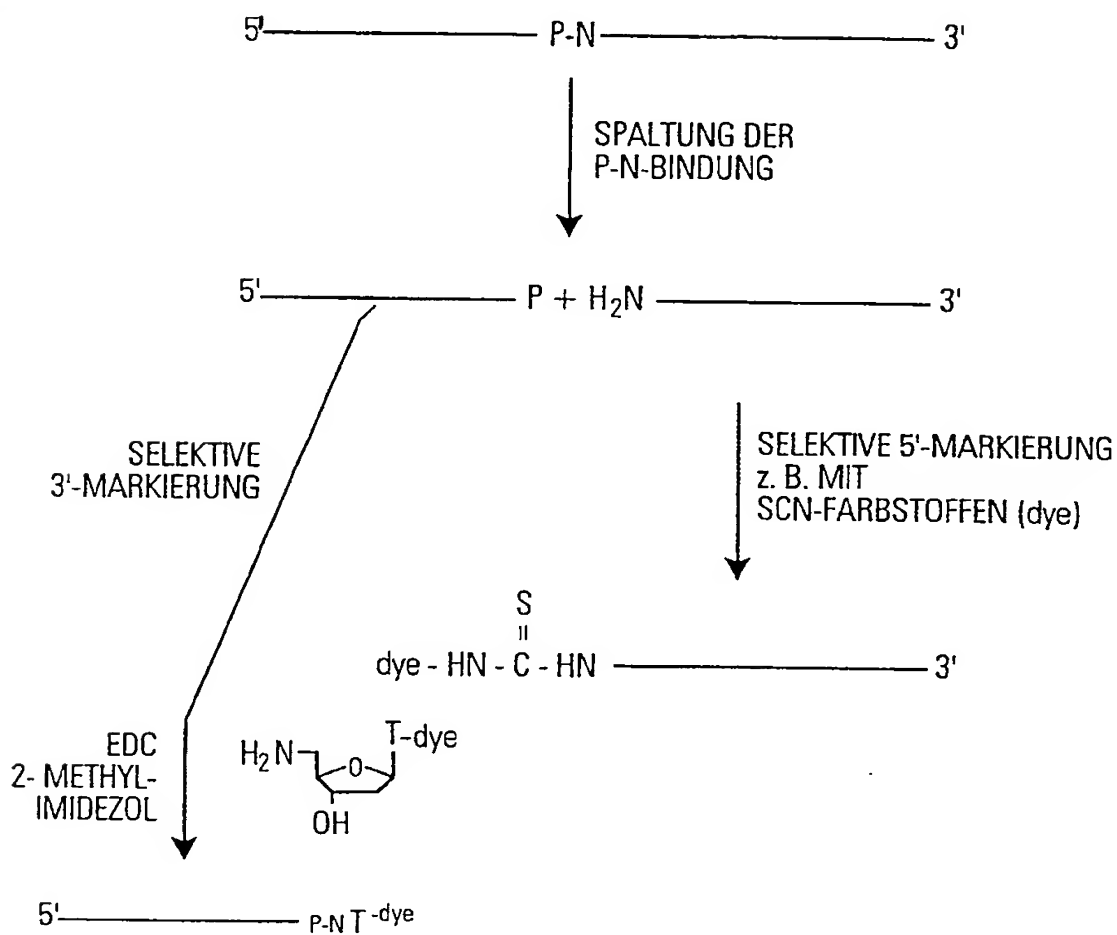 5' P-N 3'
SPALTUNG DER
P-N-BINDUNG
5' P + H₂N 3'
SELEKTIVE
3'-MARKIERUNG
SELEKTIVE 5'-MARKIERUNG
z. B. MIT
SCN-FARBSTOFFEN (dye)
S
=
dye - HN - C - HN 3'
EDC
2- METHYL-
IMIDEZOL
T-dye
H₂N O
OH
5' P-N T-dye